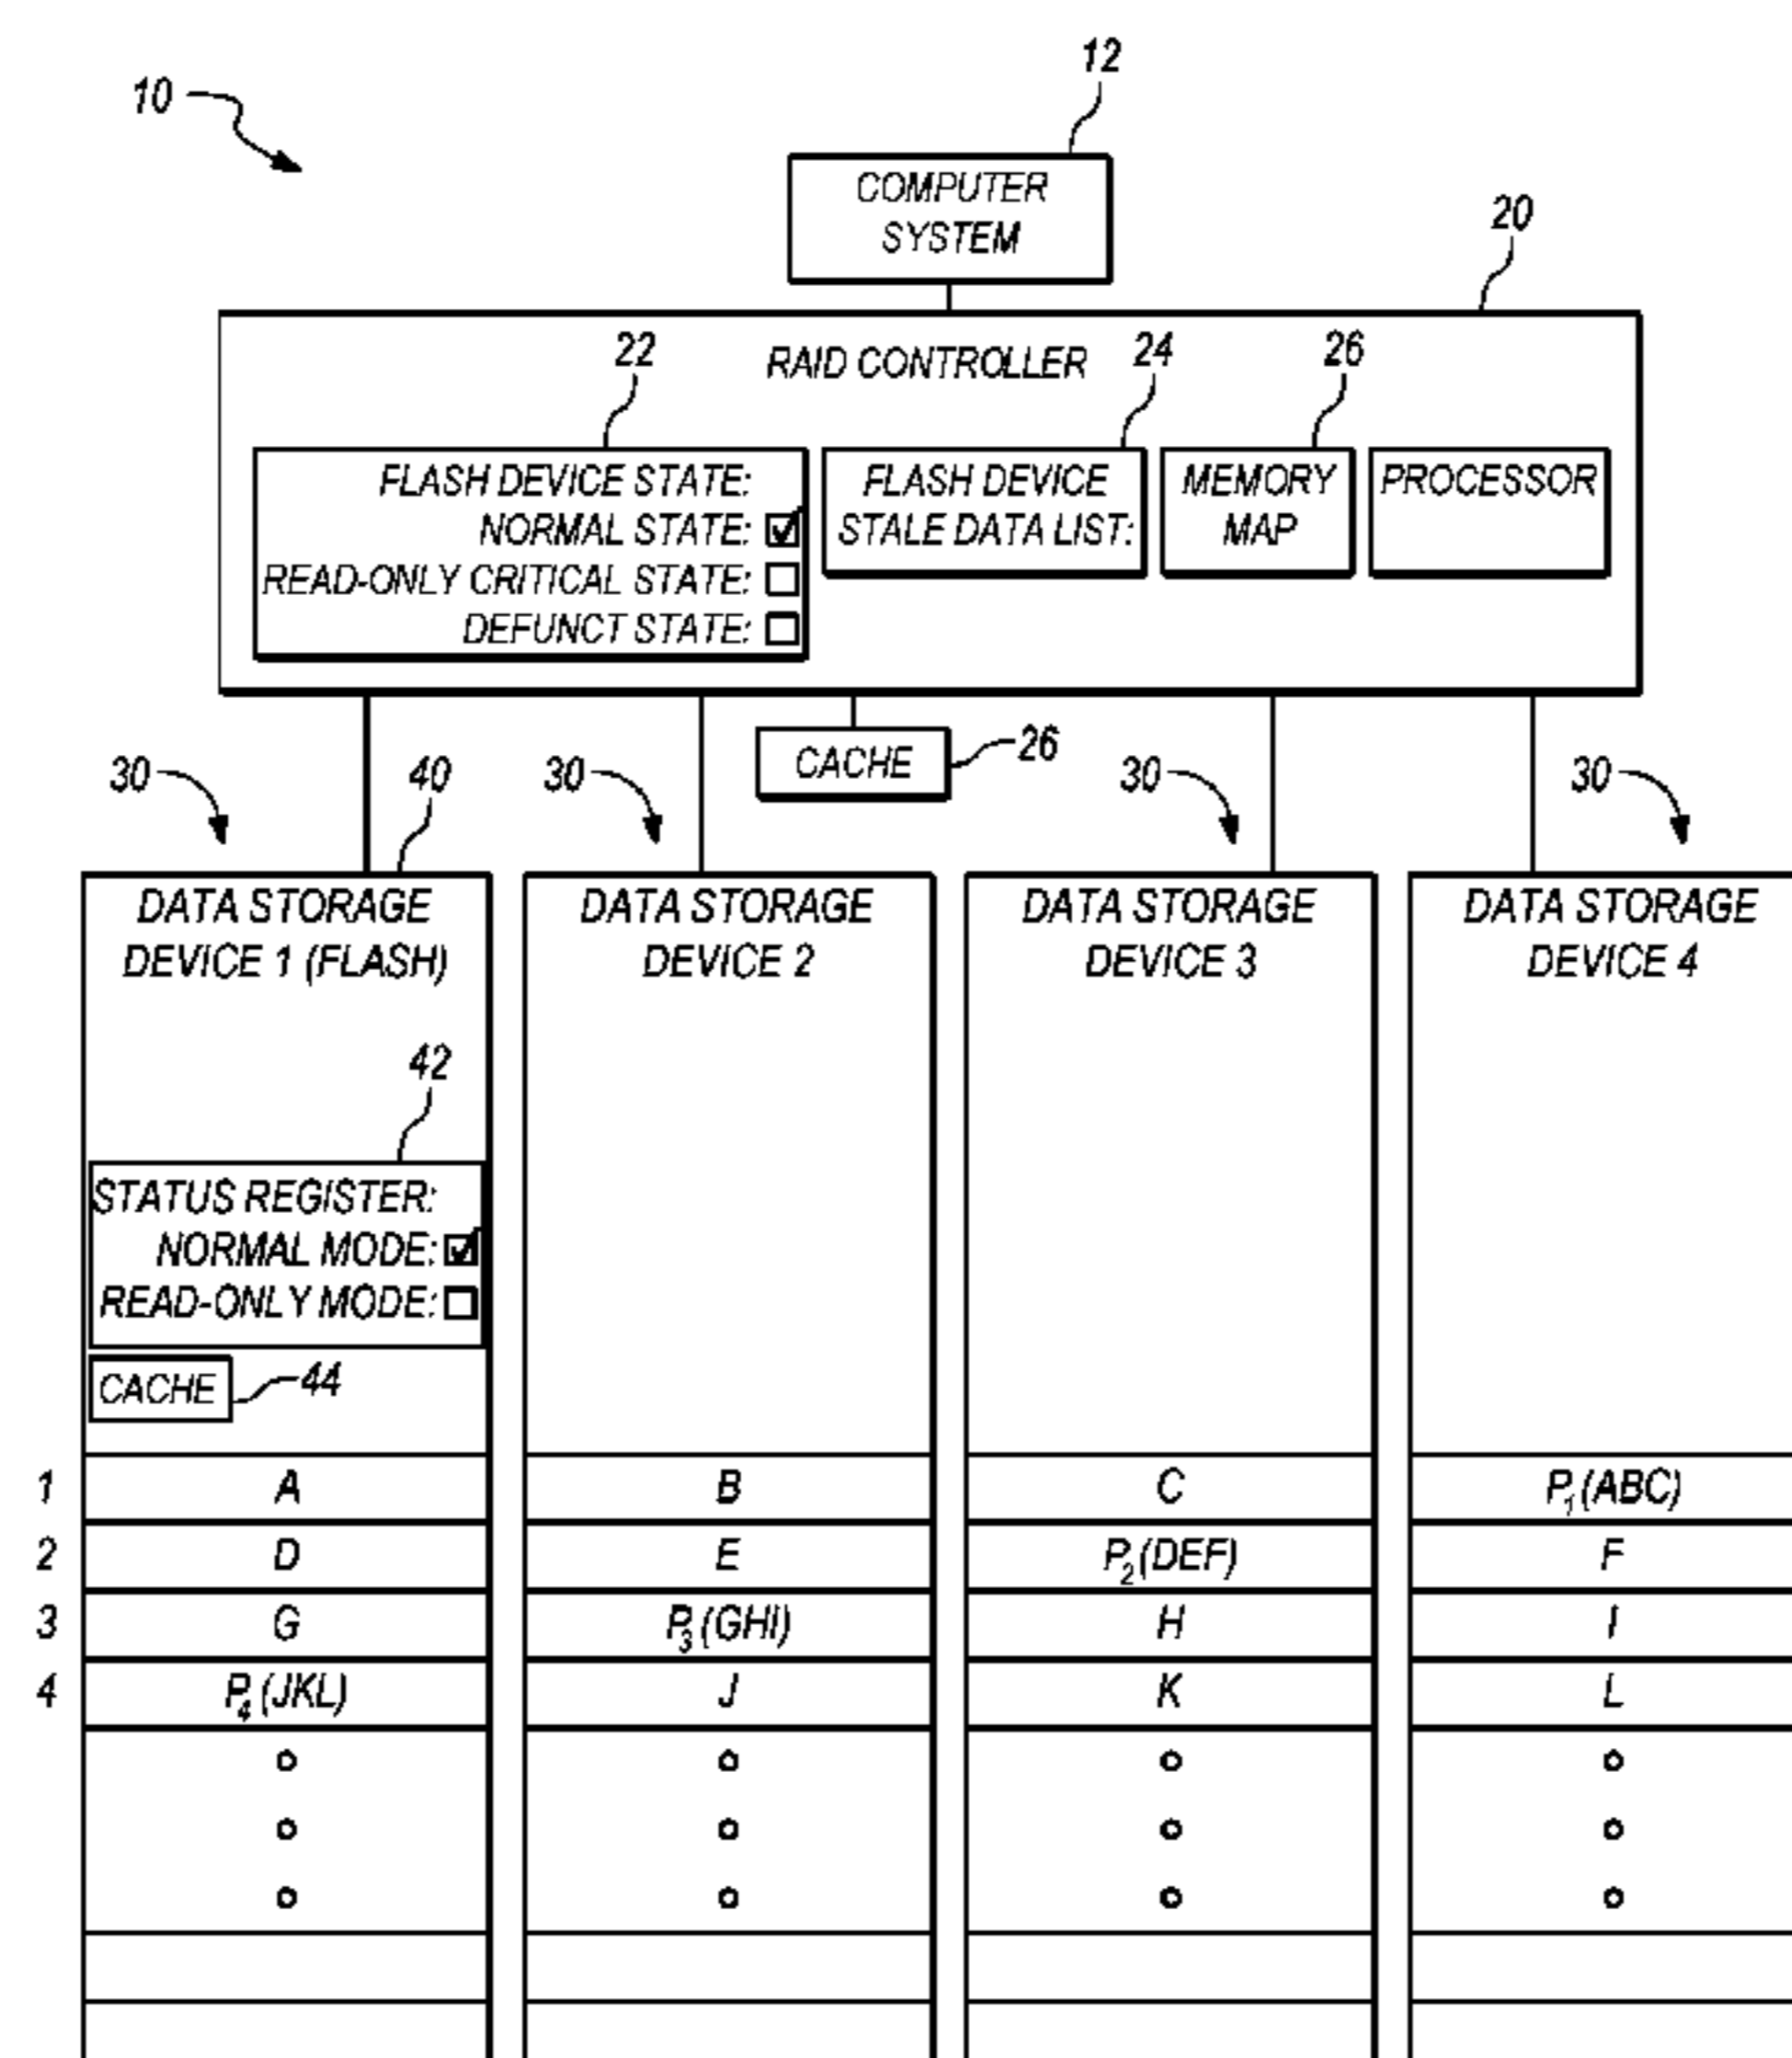 10
12
COMPUTER
SYSTEM
20
RAID CONTROLLER
22
24
26
FLASH DEVICE STATE:
NORMAL STATE:
READ-ONLY CRITICAL STATE:
DEFUNCT STATE:
FLASH DEVICE
STALE DATA LIST:
MEMORY
MAP
PROCESSOR
CACHE
26
30
40
30
30
30
DATA STORAGE
DEVICE 1 (FLASH)
DATA STORAGE
DEVICE 2
DATA STORAGE
DEVICE 3
DATA STORAGE
DEVICE 4
42
STATUS REGISTER:
NORMAL MODE:
READ-ONLY MODE:
CACHE
44
1 A B C P₁(ABC)
2 D E P₂(DEF) F
3 G P₃(GHI) H I
4 P₄(JKL) J K L